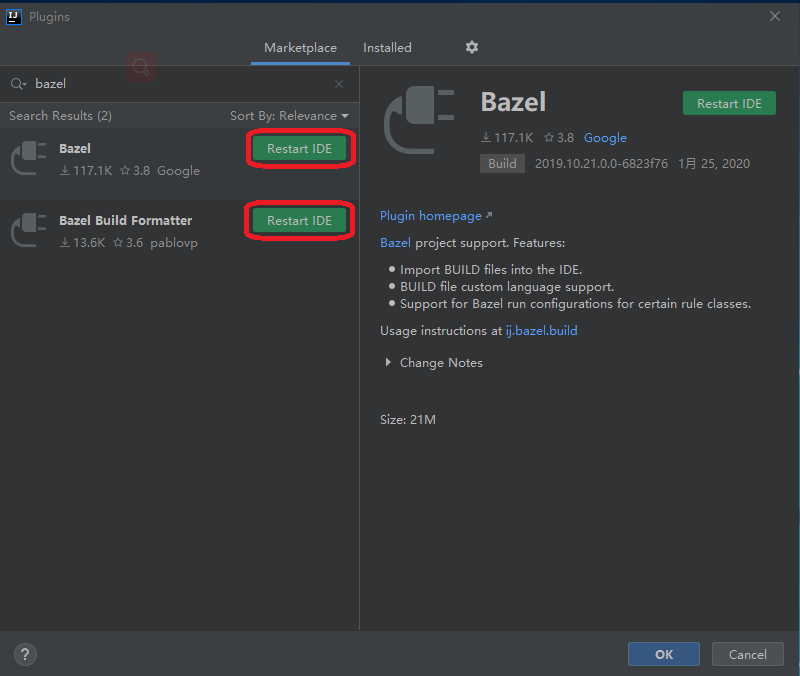 IJ
Plugins
Marketplace
Installed
bazel
Search Results (2)
Sort By: Relevance
Bazel
117.1K 3.8 Google
Restart IDE
Bazel Build Formatter
13.6K 3.6 pablovp
Restart IDE
Bazel
Restart IDE
117.1K 3.8 Google
Build 2019.10.21.0.0-6823f76 1月 25, 2020
Plugin homepage
Bazel project support. Features:
Import BUILD files into the IDE.
BUILD file custom language support.
Support for Bazel run configurations for certain rule classes.
Usage instructions at ij.bazel.build
Change Notes
Size: 21M
?
OK
Cancel